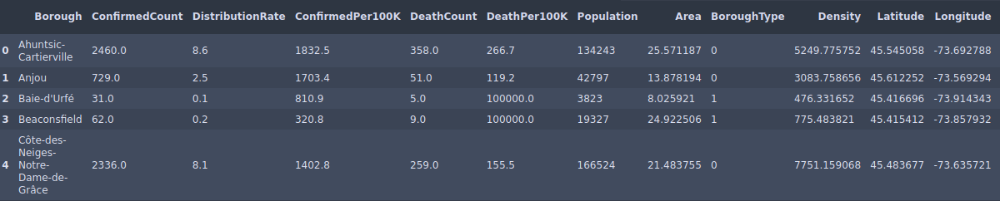 Borough ConfirmedCount DistributionRate ConfirmedPer100K DeathCount DeathPer100K Population Area BoroughType Density Latitude Longitude
0 Ahuntsic-Cartierville 2460.0 8.6 1832.5 358.0 266.7 134243 25.571187 0 5249.775752 45.545058 -73.692788
1 Anjou 729.0 2.5 1703.4 51.0 119.2 42797 13.878194 0 3083.758656 45.612252 -73.569294
2 Baie-d'Urfé 31.0 0.1 810.9 5.0 100000.0 3823 8.025921 1 476.331652 45.416696 -73.914343
3 Beaconsfield 62.0 0.2 320.8 9.0 100000.0 19327 24.922506 1 775.483821 45.415412 -73.857932
4 Côte-des-Neiges-Notre-Dame-de-Grâce 2336.0 8.1 1402.8 259.0 155.5 166524 21.483755 0 7751.159068 45.483677 -73.635721